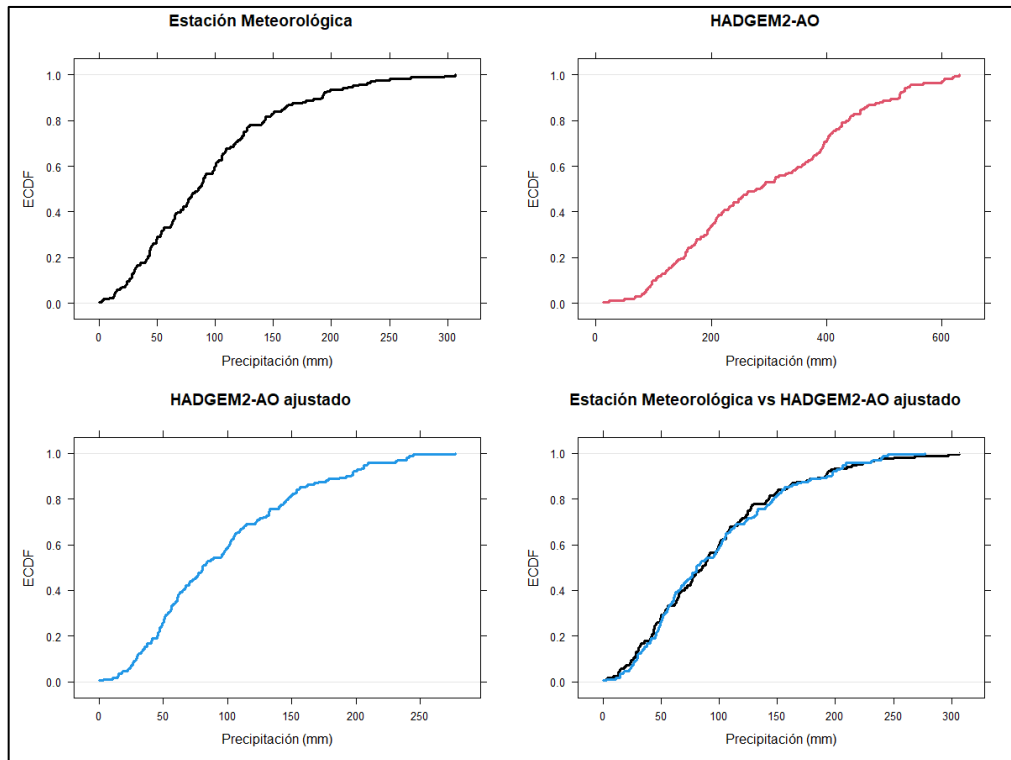 Estación Meteorológica
ECDF
1.0
0.8
0.6
0.4
0.2
0.0
0 50 100 150 200 250 300
Precipitación (mm)
HADGEM2-AO
ECDF
1.0
0.8
0.6
0.4
0.2
0.0
0 200 400 600
Precipitación (mm)
HADGEM2-AO ajustado
ECDF
1.0
0.8
0.6
0.4
0.2
0.0
0 50 100 150 200 250
Precipitación (mm)
Estación Meteorológica vs HADGEM2-AO ajustado
ECDF
1.0
0.8
0.6
0.4
0.2
0.0
0 50 100 150 200 250 300
Precipitación (mm)